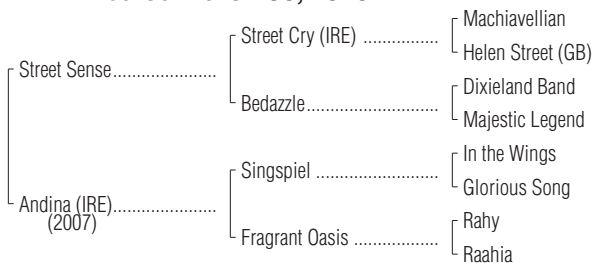 Machiavellian
Street Cry (IRE) ................
Helen Street (GB)
Street Sense......................
Dixieland Band
Bedazzle............................
Majestic Legend
In the Wings
Singspiel ..........................
Glorious Song
Andina (IRE)......................
(2007)
Rahy
Fragrant Oasis ..................
Raahia